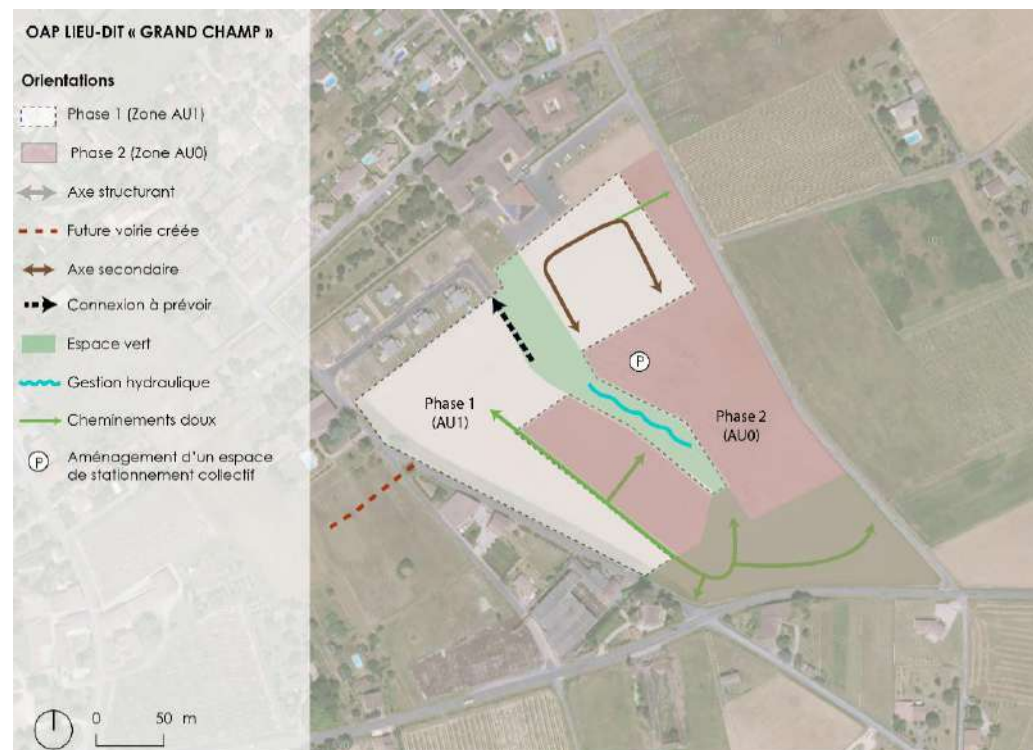 OAP LIEU-DIT « GRAND CHAMP »
Orientations
Phase 1 (Zone AU1)
Phase 2 (Zone AU0)
Axe structurant
Future voirie créée
Axe secondaire
Connexion à prévoir
Espace vert
Gestion hydraulique
Cheminements doux
P
Aménagement d'un espace
de stationnement collectif
0 50 m
P
Phase 1
(AU1)
Phase 2
(AU0)